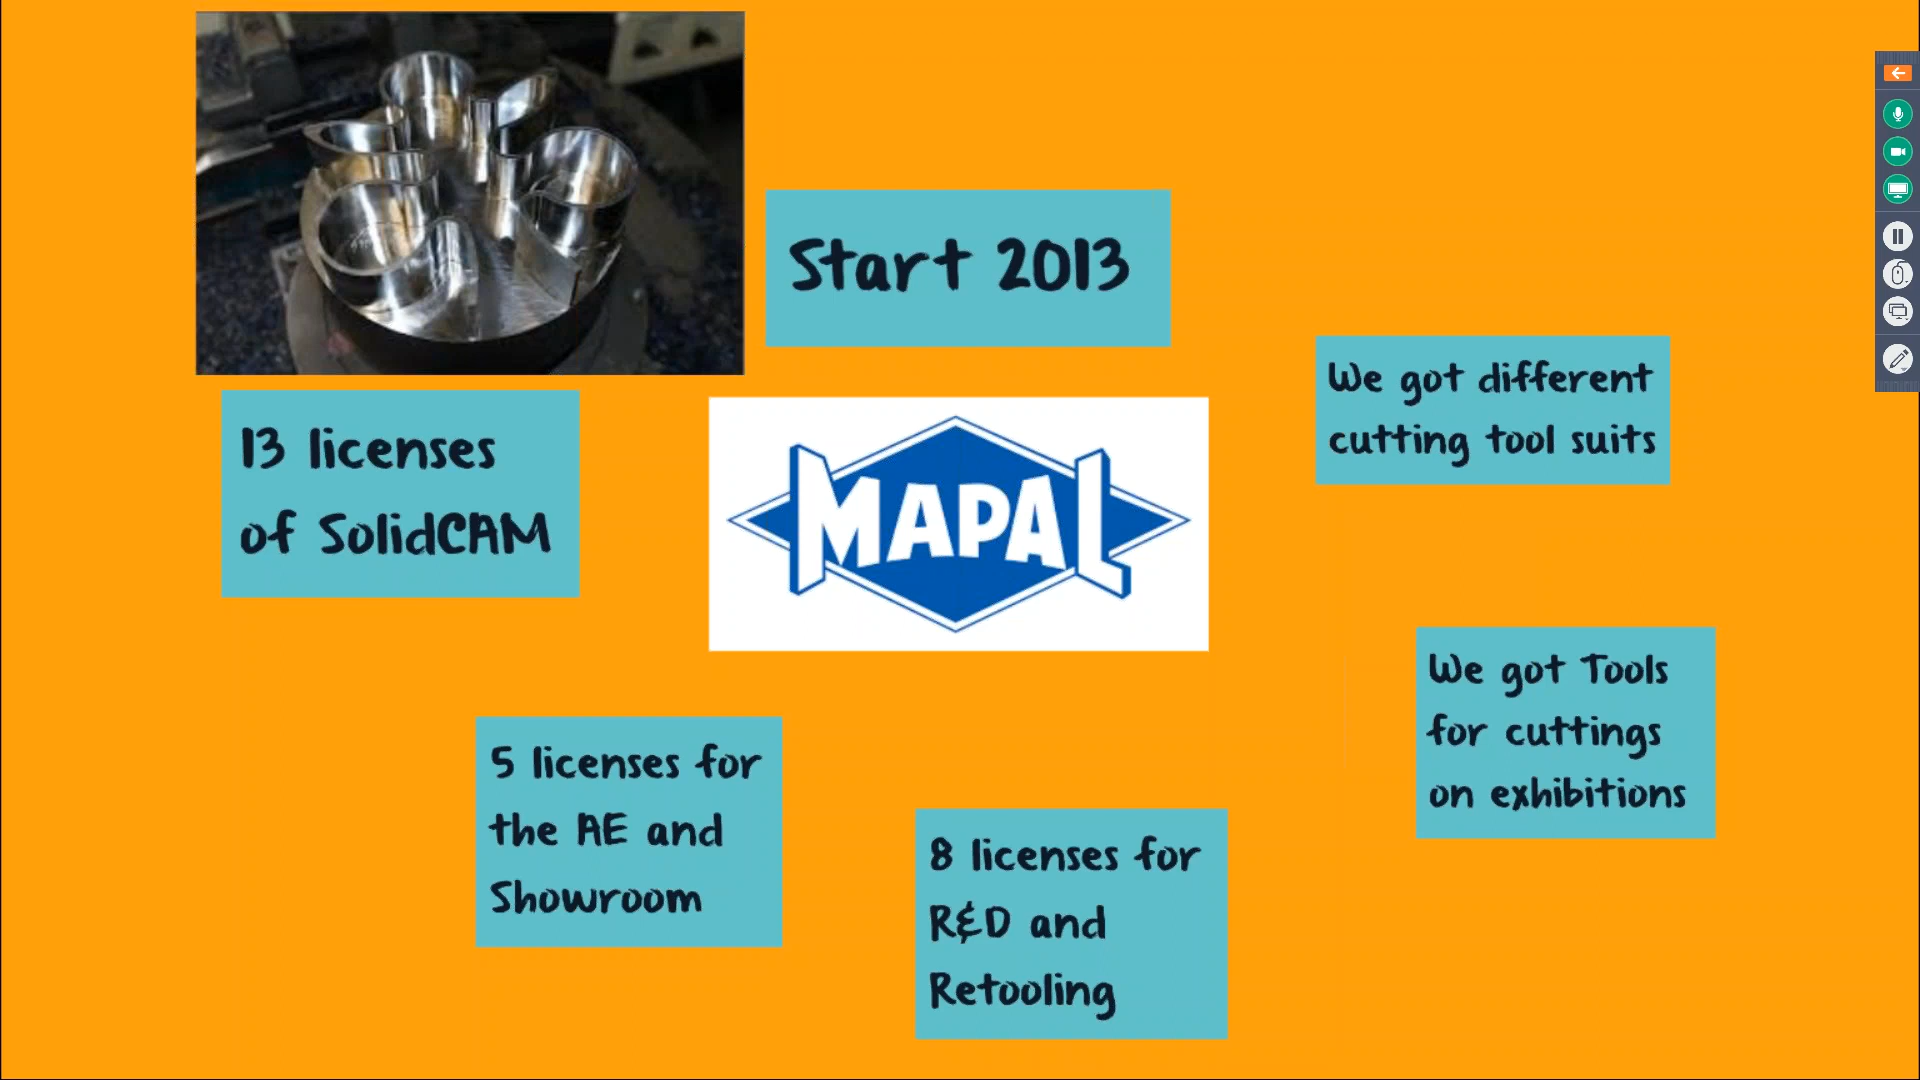 Start 2013
13 licenses
of SolidCAM
MAPAL
We got different
cutting tool suits
We got Tools
for cuttings
on exhibitions
5 licenses for
the AE and
Showroom
8 licenses for
R&D and
Retooling